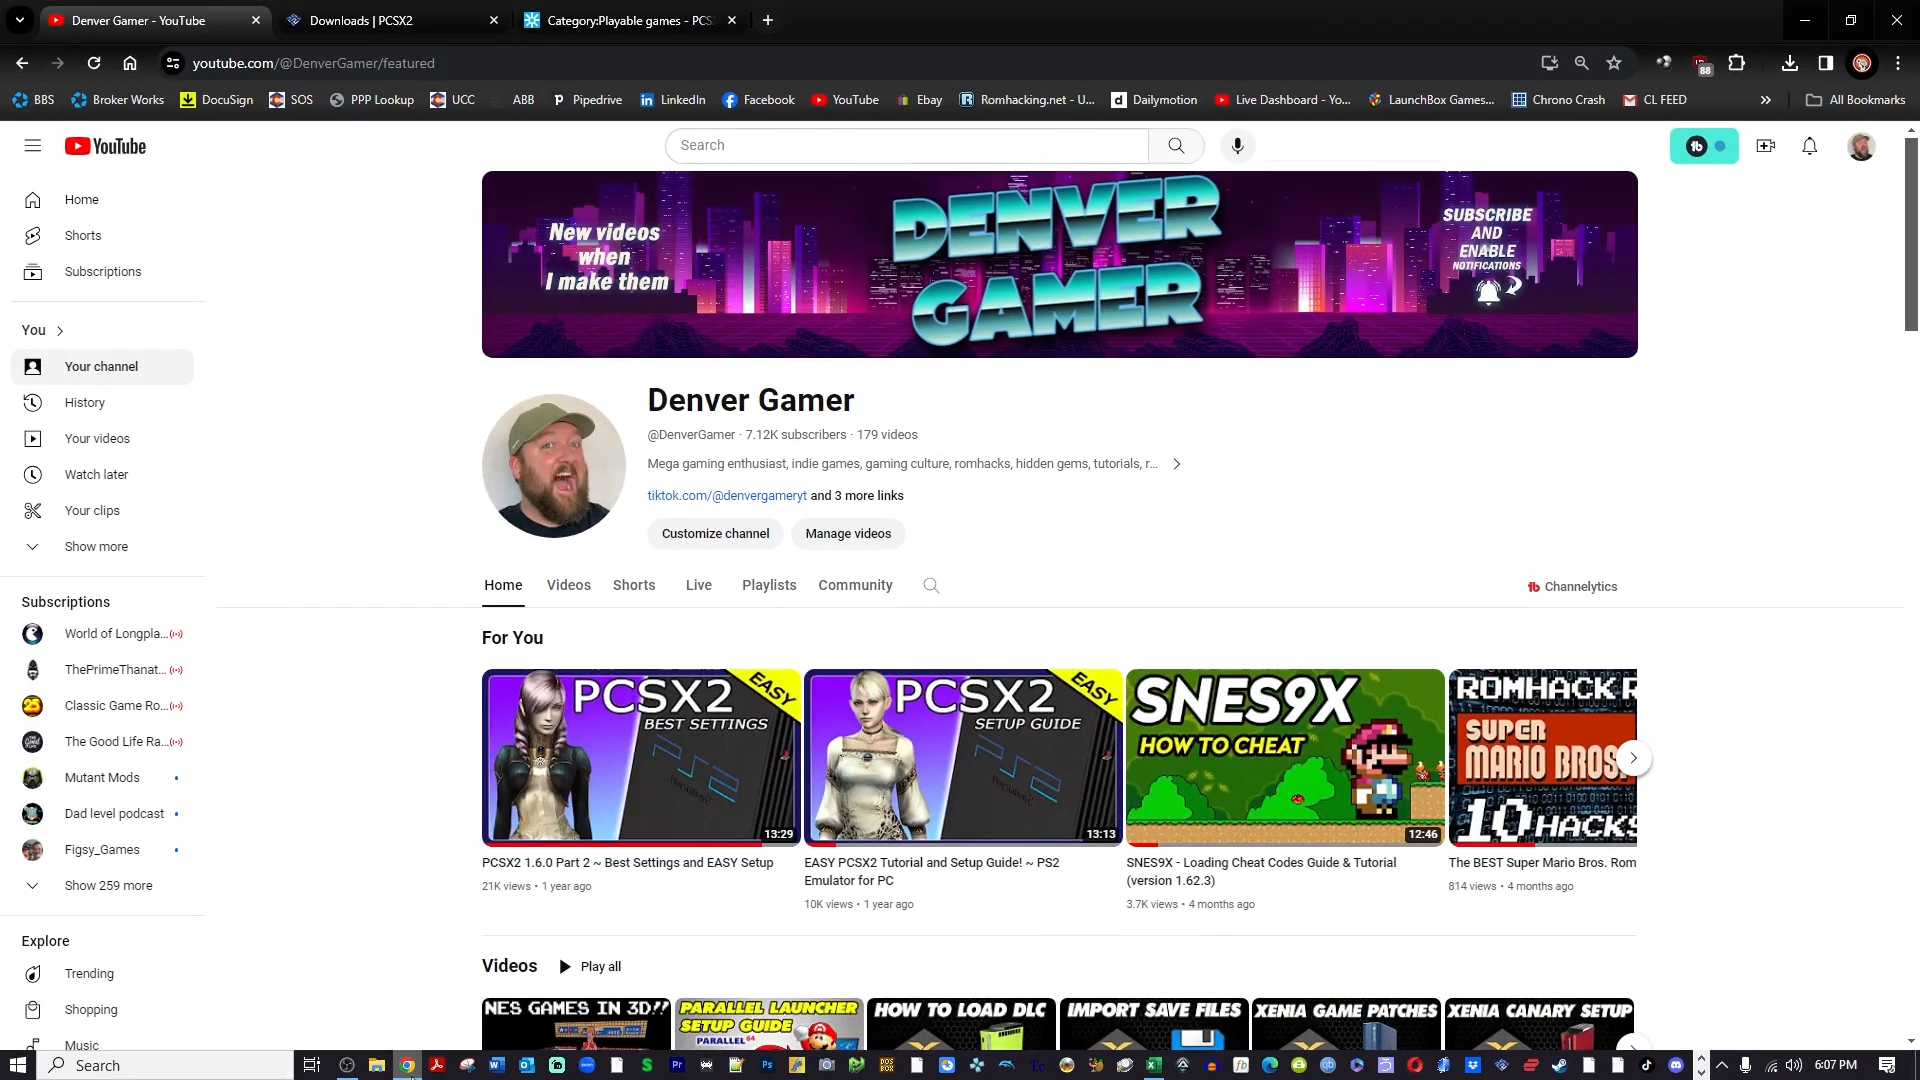 Denver Gamer - YouTube
Downloads | PCSX2
Category:Playable games - PCS
youtube.com/@DenverGamer/featured
88
BBS
Broker Works
DocuSign
SOS
PPP Lookup
UCC
ABB
Pipedrive
LinkedIn
Facebook
YouTube
Ebay
Romhacking.net - U...
Dailymotion
Live Dashboard - Yo...
LaunchBox Games...
Chrono Crash
CL FEED
All Bookmarks
YouTube
Search
Home
Shorts
Subscriptions
You
Your channel
History
Your videos
Watch later
Your clips
Show more
Subscriptions
World of Longpla...
ThePrimeThanat...
Classic Game Ro...
The Good Life Ra...
Mutant Mods
Dad level podcast
Figsy_Games
Show 259 more
Explore
Trending
Shopping
Music
New videos
when
I make them
DENVER
GAMER
SUBSCRIBE
AND
ENABLE
NOTIFICATIONS
Denver Gamer
@DenverGamer · 7.12K subscribers · 179 videos
Mega gaming enthusiast, indie games, gaming culture, romhacks, hidden gems, tutorials, r...
tiktok.com/@denvergameryt and 3 more links
Customize channel
Manage videos
Home
Videos
Shorts
Live
Playlists
Community
Channelytics
For You
PCSX2
BEST SETTINGS
EASY
13:29
PCSX2
SETUP GUIDE
EASY
13:13
SNES9X
HOW TO CHEAT
12:46
ROMHACK R
SUPER
MARIO BROS.
10 HACKS
PCSX2 1.6.0 Part 2 ~ Best Settings and EASY Setup
21K views • 1 year ago
EASY PCSX2 Tutorial and Setup Guide! ~ PS2
Emulator for PC
10K views • 1 year ago
SNES9X - Loading Cheat Codes Guide & Tutorial
(version 1.62.3)
3.7K views • 4 months ago
The BEST Super Mario Bros. Rom
814 views • 4 months ago
Videos
Play all
NES GAMES IN 3D!!
PARALLEL LAUNCHER
SETUP GUIDE
PARALLEL64
HOW TO LOAD DLC
IMPORT SAVE FILES
XENIA GAME PATCHES
XENIA CANARY SETUP
Search
6:07 PM